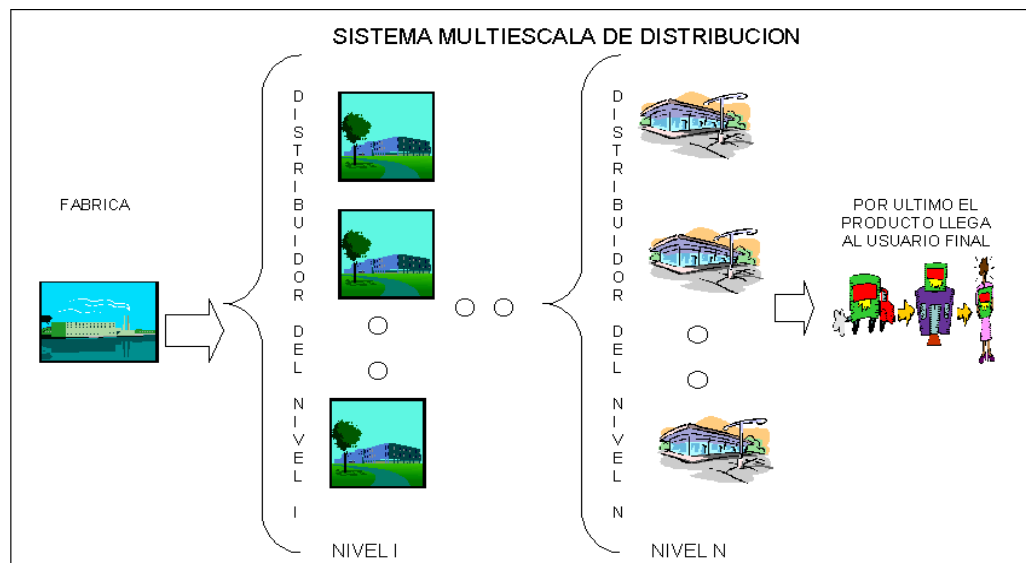 SISTEMA MULTIESCALA DE DISTRIBUCION
FABRICA
DISTRIBUIDOR DEL NIVEL I
DISTRIBUIDOR DEL NIVEL N
POR ULTIMO EL
PRODUCTO LLEGA
AL USUARIO FINAL
NIVEL I
NIVEL N